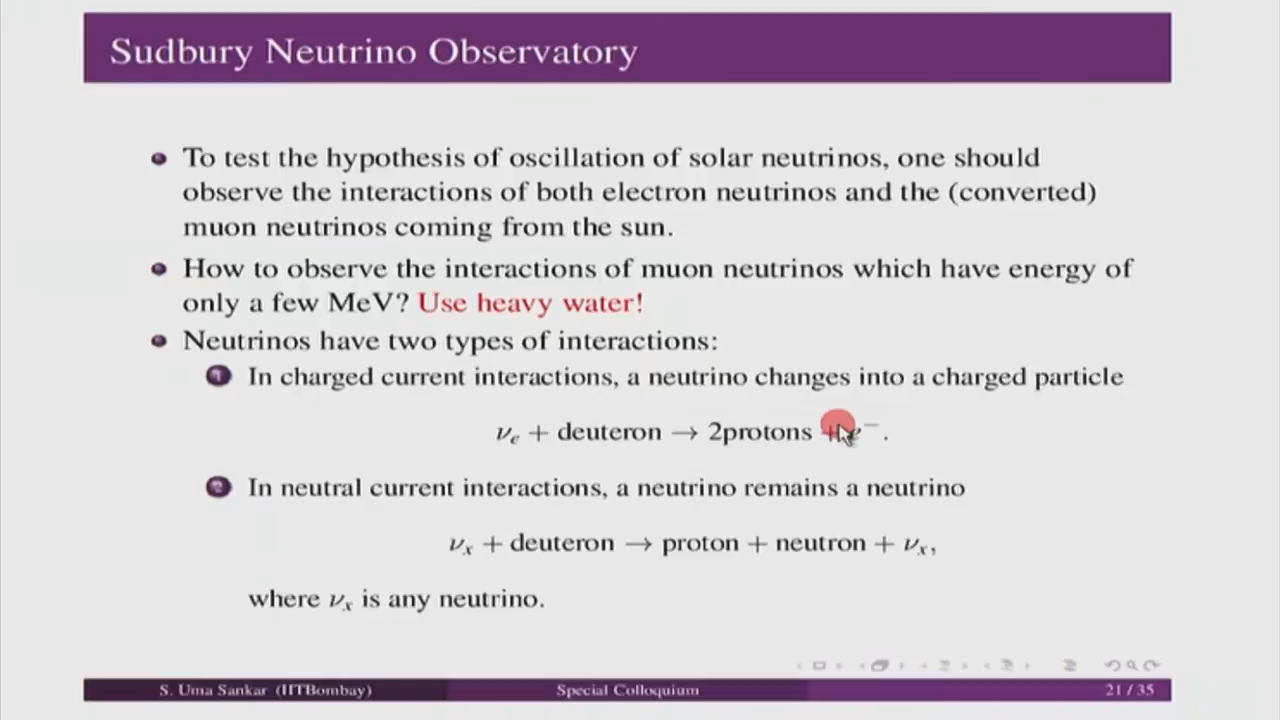 Sudbury Neutrino Observatory
To test the hypothesis of oscillation of solar neutrinos, one should
observe the interactions of both electron neutrinos and the (converted)
muon neutrinos coming from the sun.
How to observe the interactions of muon neutrinos which have energy of
only a few MeV? Use heavy water!
Neutrinos have two types of interactions:
1 In charged current interactions, a neutrino changes into a charged particle
νₑ + deuteron → 2protons + e⁻.
2 In neutral current interactions, a neutrino remains a neutrino
νₓ + deuteron → proton + neutron + νₓ,
where νₓ is any neutrino.
S. Uma Sankar (IITBombay) Special Colloquium 21 / 35